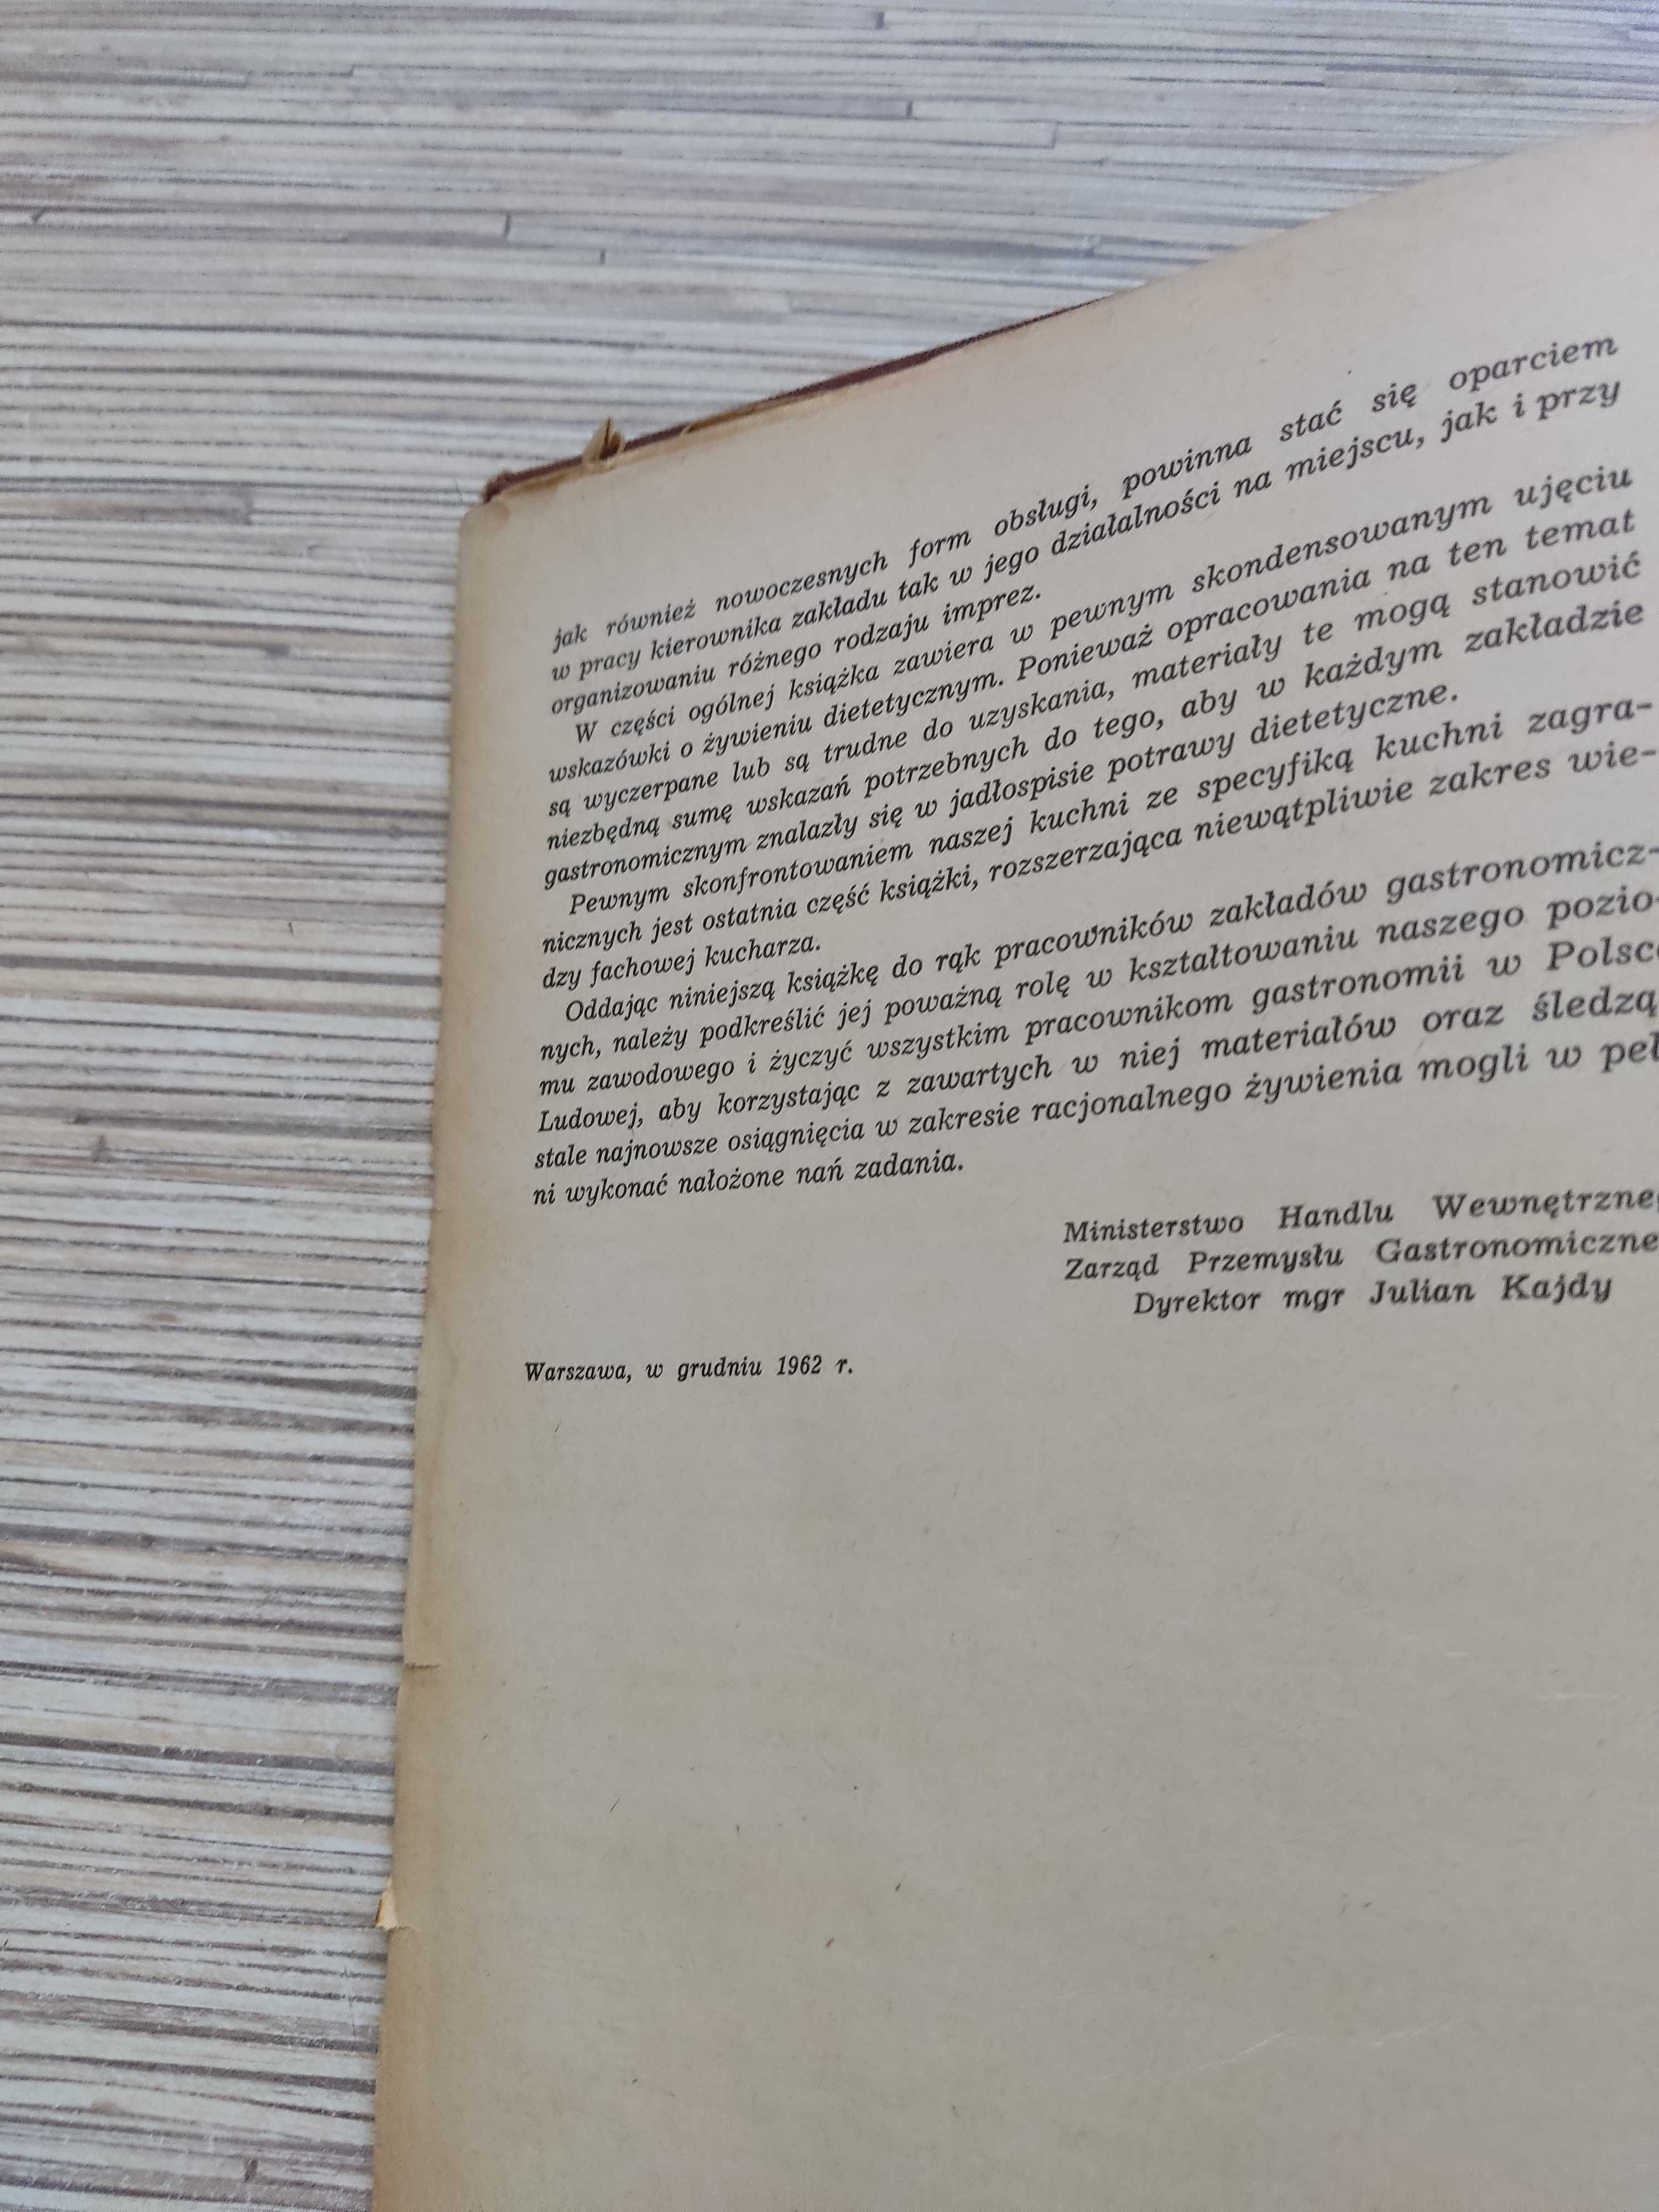 jak również nowoczesnych form obsługi, powinna stać się oparciem
w pracy kierownika zakładu tak w jego działalności na miejscu, jak i przy
organizowaniu różnego rodzaju imprez.
W części ogólnej książka zawiera w pewnym skondensowanym ujęciu
wskazówki o żywieniu dietetycznym. Ponieważ opracowania na ten temat
są wyczerpane lub są trudne do uzyskania, materiały te mogą stanowić
niezbędną sumę wskazań potrzebnych do tego, aby w każdym zakładzie
gastronomicznym znalazły się w jadłospisie potrawy dietetyczne.
Pewnym skonfrontowaniem naszej kuchni ze specyfiką kuchni zagra-
nicznych jest ostatnia część książki, rozszerzająca niewątpliwie zakres wie-
dzy fachowej kucharza.
Oddając niniejszą książkę do rąk pracowników zakładów gastronomicz-
nych, należy podkreślić jej poważną rolę w kształtowaniu naszego pozio-
mu zawodowego i życzyć wszystkim pracownikom gastronomii w Polsce
Ludowej, aby korzystając z zawartych w niej materiałów oraz śledzą
stale najnowsze osiągnięcia w zakresie racjonalnego żywienia mogli w peł
ni wykonać nałożone nań zadania.
Ministerstwo Handlu Wewnętrzneg
Zarząd Przemysłu Gastronomiczne
Dyrektor mgr Julian Kajdy
Warszawa, w grudniu 1962 r.